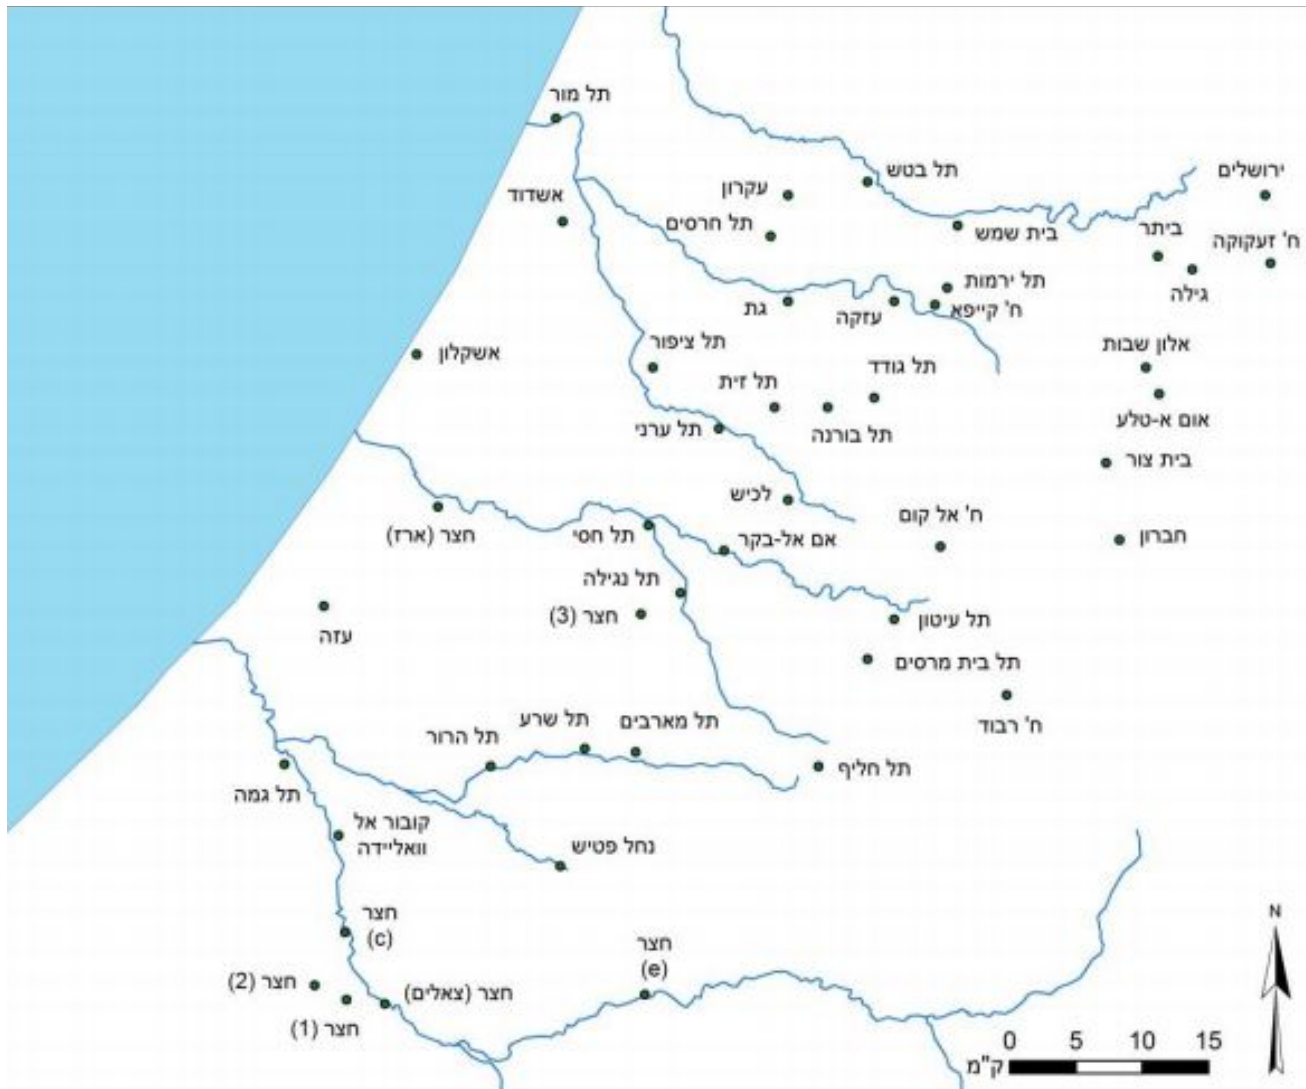 תל מור
תל בטש
ירושלים
עקרון
אשדוד
תל חרסים
בית שמש
ביתר
ח' זעקוקה
גילה
תל ירמות
ח' קייפא
עזקה
גת
אשקלון
תל ציפור
אלון שבות
תל גודד
תל זית
אום א-טלע
תל ערני
תל בורנה
בית צור
לכיש
ח' אל קום
חצר (ארז)
תל חסי
אם אל-בקר
חברון
תל נגילה
חצר (3)
תל עיטון
עזה
תל בית מרסים
ח' רבוד
תל הרור
תל שרע
תל מארבים
תל חליף
תל גמה
קובור אל
וואליידה
נחל פטיש
חצר
(c)
חצר
(e)
חצר (2)
חצר (צאלים)
חצר (1)
N
0 5 10 15
ק"מ